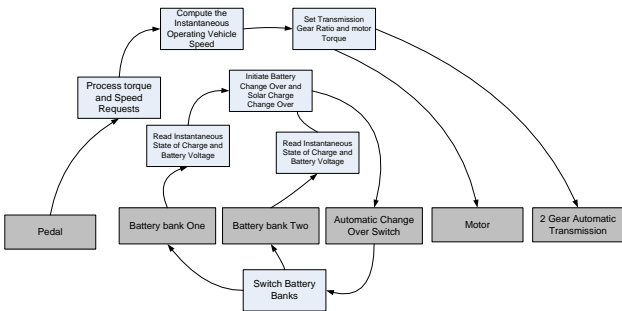 Compute the
Instantaneous
Operating Vehicle
Speed
Set Transmission
Gear Ratio and motor
Torque
Process torque
and Speed
Requests
Initiate Battery
Change Over and
Solar Charge
Change Over
Read Instantaneous
State of Charge and
Battery Voltage
Read Instantaneous
State of Charge and
Battery Voltage
Pedal
Battery bank One
Battery bank Two
Automatic Change
Over Switch
Motor
2 Gear Automatic
Transmission
Switch Battery
Banks